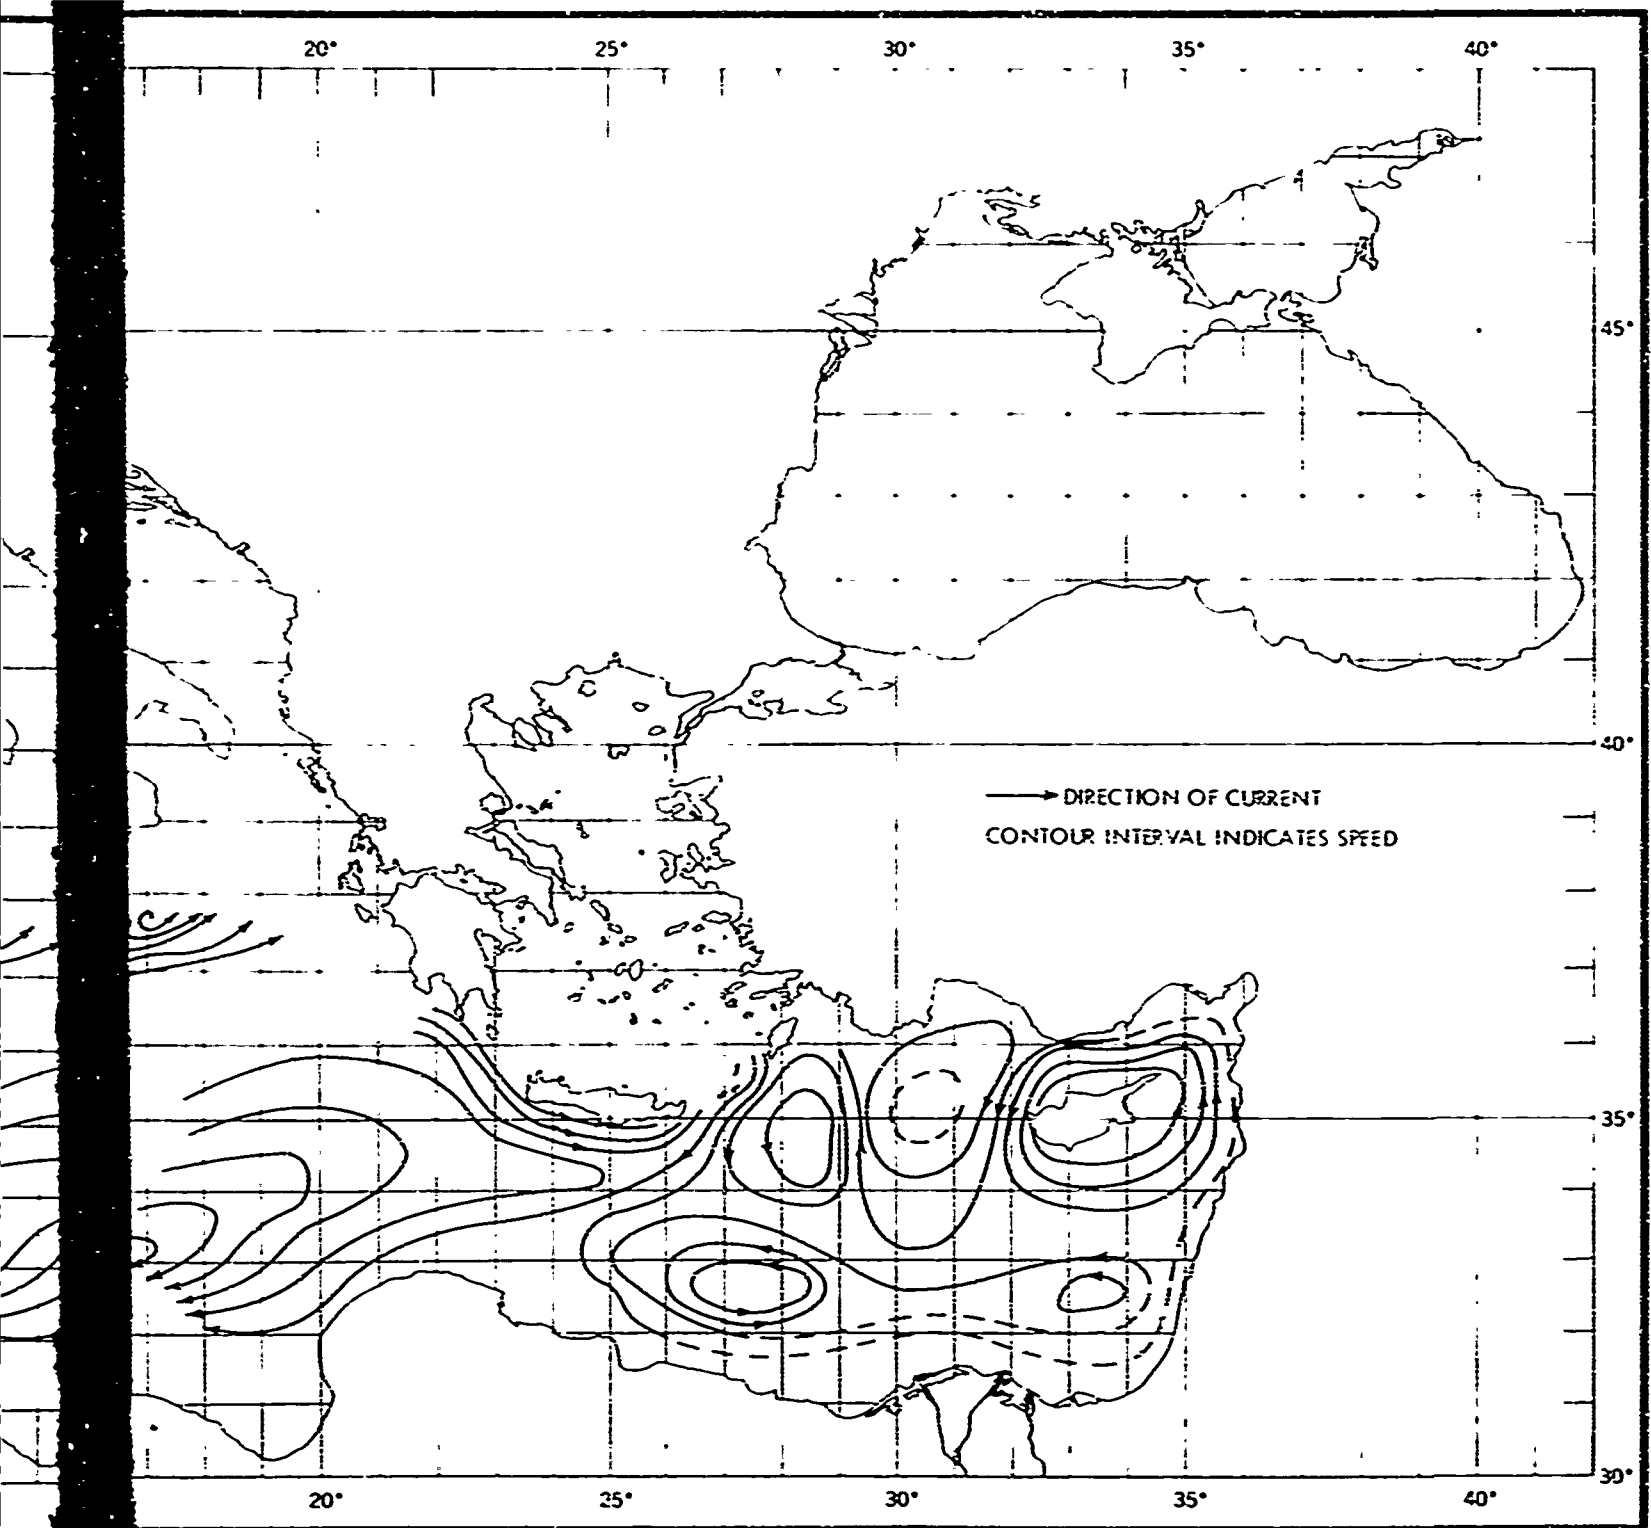 20° 25° 30° 35° 40°
45°
40°
DIRECTION OF CURRENT
CONTOUR INTERVAL INDICATES SPEED
35°
30°
20° 25° 30° 35° 40°